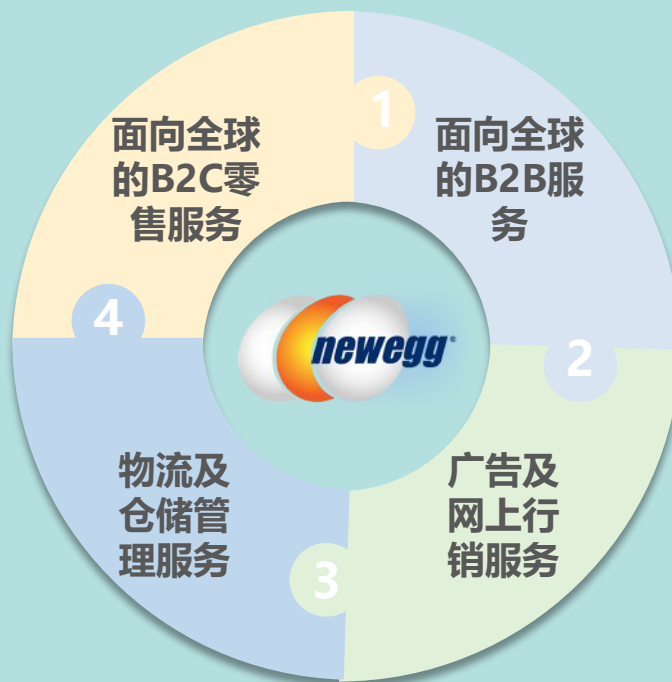 面向全球
的B2C零
售服务
1
面向全球
的B2B服
务
4
newegg®
2
物流及
仓储管
理服务
广告及
网上行
销服务
3